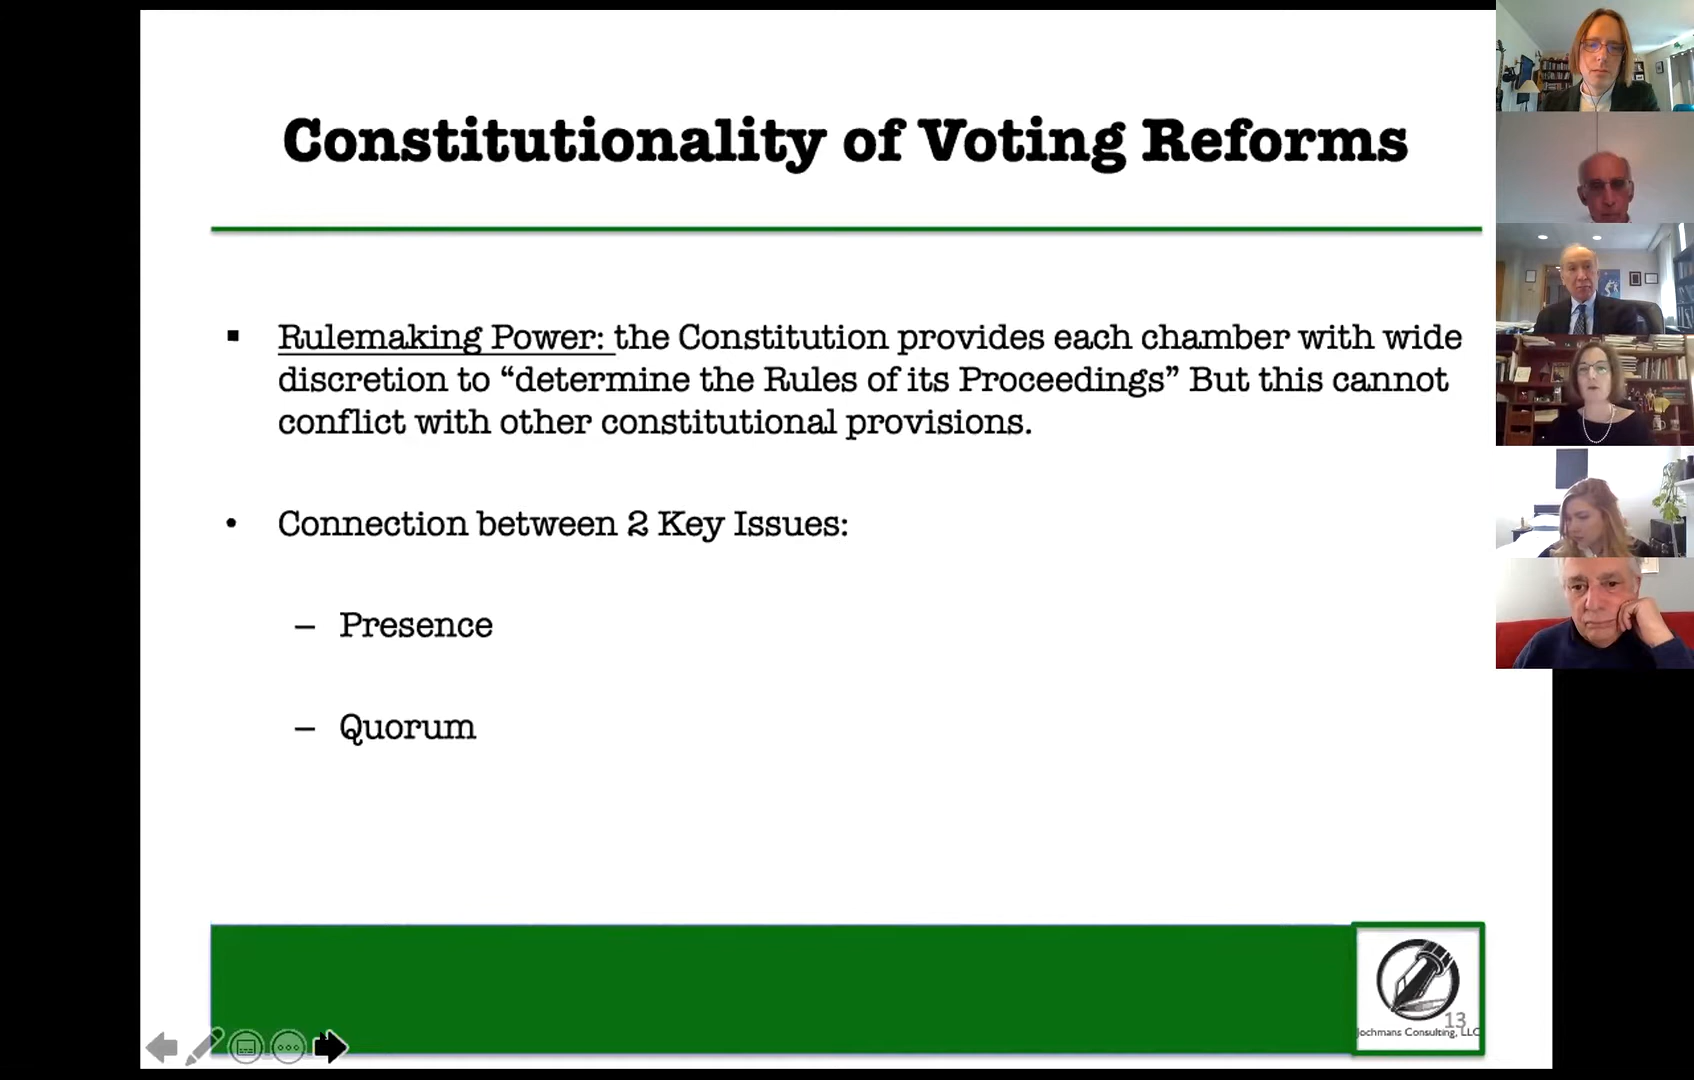 Constitutionality of Voting Reforms
▪ Rulemaking Power: the Constitution provides each chamber with wide
discretion to “determine the Rules of its Proceedings” But this cannot
conflict with other constitutional provisions.
• Connection between 2 Key Issues:
– Presence
– Quorum
13
Jochmans Consulting, LLC